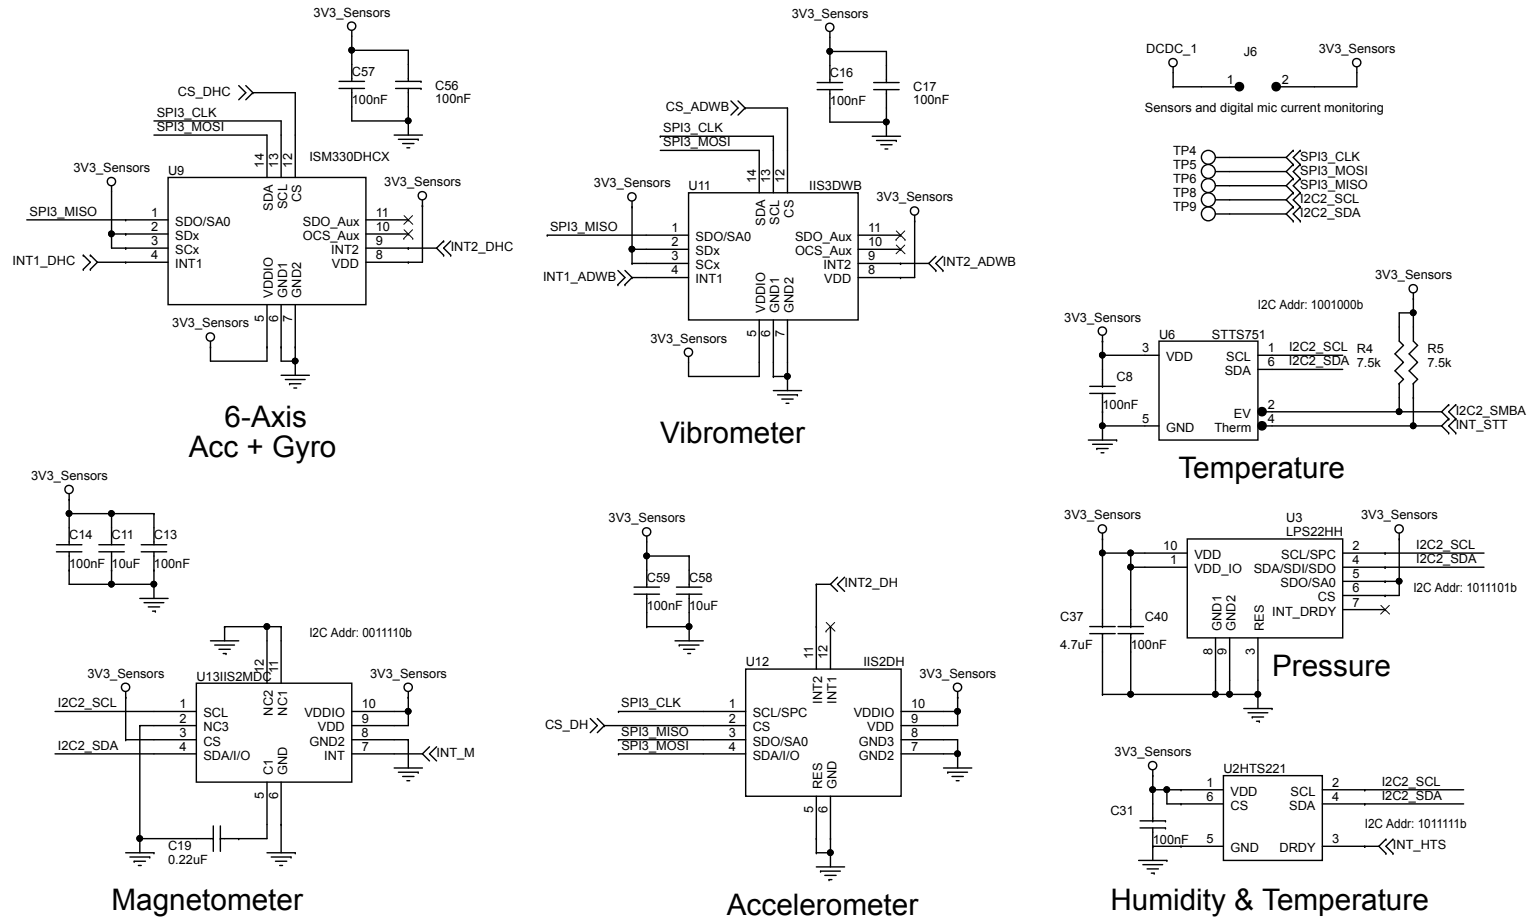 3V3_Sensors
C57
100nF
C56
100nF
CS_DHC
SPI3_CLK
SPI3_MOSI
14
13
12
ISM330DHCX
3V3_Sensors
U9
3V3_Sensors
SDA
SCL
CS
SPI3_MISO
1
2
3
4
SDO/SA0
SDx
SCx
INT1
SDO_Aux
OCS_Aux
INT2
VDD
11
10
9
8
INT2_DHC
INT1_DHC
VDDIO
GND1
GND2
3V3_Sensors
5
6
7
6-Axis
Acc + Gyro
3V3_Sensors
C16
100nF
C17
100nF
CS_ADWB
SPI3_CLK
SPI3_MOSI
14
13
12
3V3_Sensors
U11
IIS3DWB
3V3_Sensors
SDA
SCL
CS
SPI3_MISO
1
2
3
4
SDO/SA0
SDx
SCx
INT1
SDO_Aux
OCS_Aux
INT2
VDD
11
10
9
8
INT2_ADWB
INT1_ADWB
VDDIO
GND1
GND2
3V3_Sensors
5
6
7
Vibrometer
DCDC_1
J6
3V3_Sensors
1
2
Sensors and digital mic current monitoring
TP4
SPI3_CLK
TP5
SPI3_MOSI
TP6
SPI3_MISO
TP8
I2C2_SCL
TP9
I2C2_SDA
3V3_Sensors
I2C Addr: 1001000b
3V3_Sensors
U6
STTS751
3
VDD
SCL
SDA
1
6
I2C2_SCL
I2C2_SDA
R4
7.5k
R5
7.5k
C8
100nF
5
GND
EV
Therm
2
4
I2C2_SMBA
INT_STT
Temperature
3V3_Sensors
C14
100nF
C11
10uF
C13
100nF
I2C Addr: 0011110b
12
11
3V3_Sensors
U13IIS2MDC
3V3_Sensors
NC2
NC1
I2C2_SCL
I2C2_SDA
1
2
3
4
SCL
NC3
CS
SDA/I/O
VDDIO
VDD
GND2
INT
10
9
8
7
INT_M
C1
GND
5
6
C19
0.22uF
Magnetometer
3V3_Sensors
C59
100nF
C58
10uF
INT2_DH
11
12
U12
IIS2DH
3V3_Sensors
INT2
INT1
SPI3_CLK
CS_DH
SPI3_MISO
SPI3_MOSI
1
2
3
4
SCL/SPC
CS
SDO/SA0
SDA/I/O
VDDIO
VDD
GND3
GND2
10
9
8
7
RES
GND
5
6
Accelerometer
3V3_Sensors
U3
LPS22HH
3V3_Sensors
10
1
VDD
VDD_IO
SCL/SPC
SDA/SDI/SDO
SDO/SA0
CS
INT_DRDY
2
4
5
6
7
I2C2_SCL
I2C2_SDA
I2C Addr: 1011101b
GND1
GND2
RES
C37
4.7uF
C40
100nF
8
9
3
Pressure
3V3_Sensors
U2HTS221
1
6
VDD
CS
SCL
SDA
2
4
I2C2_SCL
I2C2_SDA
C31
100nF
I2C Addr: 1011111b
5
GND
DRDY
3
INT_HTS
Humidity & Temperature